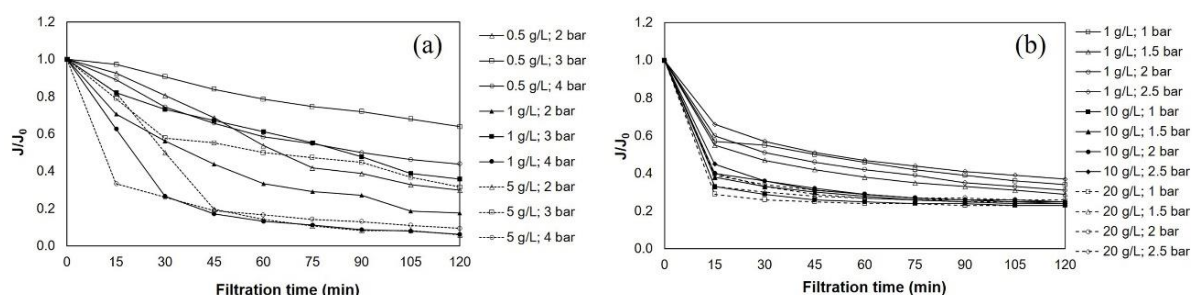 1.2
1.0
0.8
0.6
0.4
0.2
0.0
J/J0
0 15 30 45 60 75 90 105 120
Filtration time (min)
(a)
0.5 g/L; 2 bar
0.5 g/L; 3 bar
0.5 g/L; 4 bar
1 g/L; 2 bar
1 g/L; 3 bar
1 g/L; 4 bar
5 g/L; 2 bar
5 g/L; 3 bar
5 g/L; 4 bar
1.2
1.0
0.8
0.6
0.4
0.2
0.0
J/J0
0 15 30 45 60 75 90 105 120
Filtration time (min)
(b)
1 g/L; 1 bar
1 g/L; 1.5 bar
1 g/L; 2 bar
1 g/L; 2.5 bar
10 g/L; 1 bar
10 g/L; 1.5 bar
10 g/L; 2 bar
10 g/L; 2.5 bar
20 g/L; 1 bar
20 g/L; 1.5 bar
20 g/L; 2 bar
20 g/L; 2.5 bar